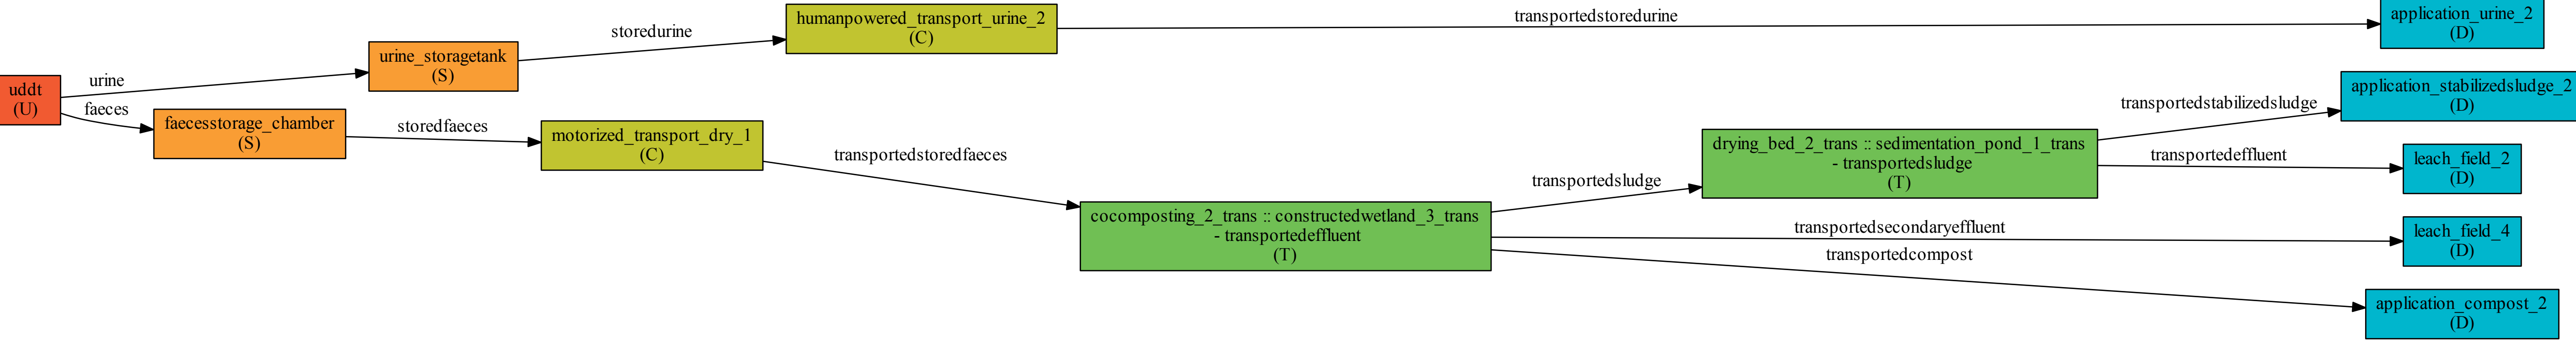 uddt
(U)
urine
faeces
urine_storagetank
(S)
faecesstorage_chamber
(S)
storedurine
storedfaeces
humanpowered_transport_urine_2
(C)
motorized_transport_dry_1
(C)
transportedstoredurine
transportedstoredfaeces
cocomposting_2_trans :: constructedwetland_3_trans
- transportedeffluent
(T)
transportedsludge
transportedsecondaryeffluent
transportedcompost
drying_bed_2_trans :: sedimentation_pond_1_trans
- transportedsludge
(T)
transportedstabilizedsludge
transportedeffluent
application_urine_2
(D)
application_stabilizedsludge_2
(D)
leach_field_2
(D)
leach_field_4
(D)
application_compost_2
(D)